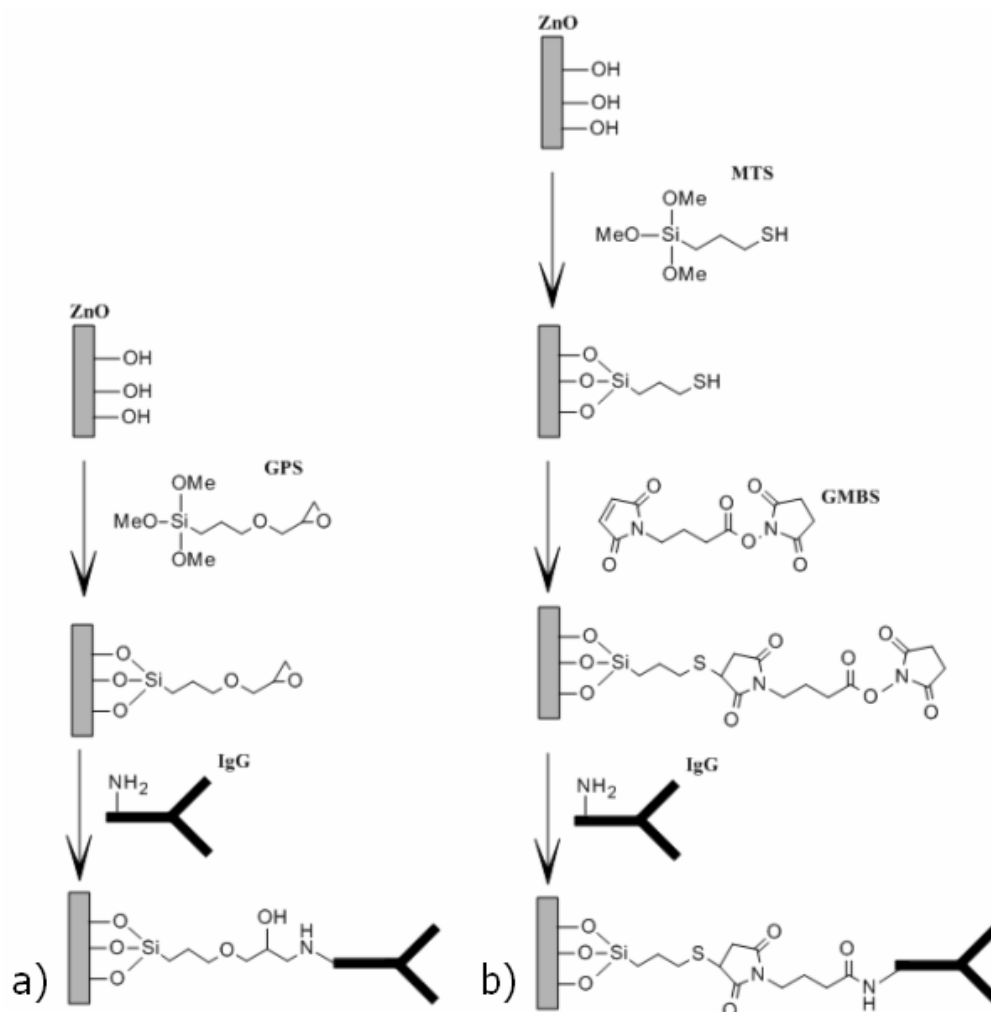 ZnO
OH
OH
OH
GPS
OMe
MeO Si O O
OMe
O
O Si O O
O
IgG
NH2
OH
O H
O Si O N
O
a)
ZnO
OH
OH
OH
MTS
OMe
MeO Si SH
OMe
O
O Si SH
O
GMBS
O O O
N O N
O O
O O O O
O Si S N O N
O O O
IgG
NH2
O O O
O Si S N N
O O H
b)